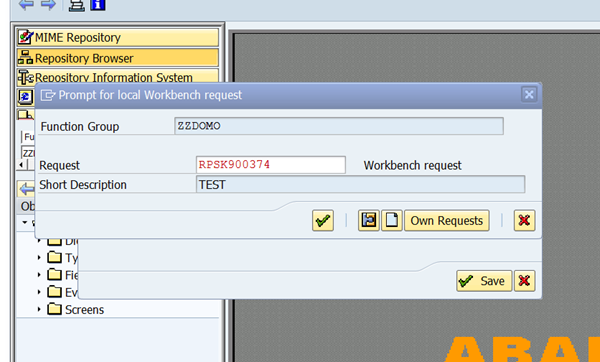 MIME Repository
Repository Browser
Repository Information System
Prompt for local Workbench request
Function Group ZZDOMO
Request RPSK900374 Workbench request
Short Description TEST
Own Requests
Fu
ZZ
Ob
Di
Ty
Fie
Ev
Screens
Save
ABA